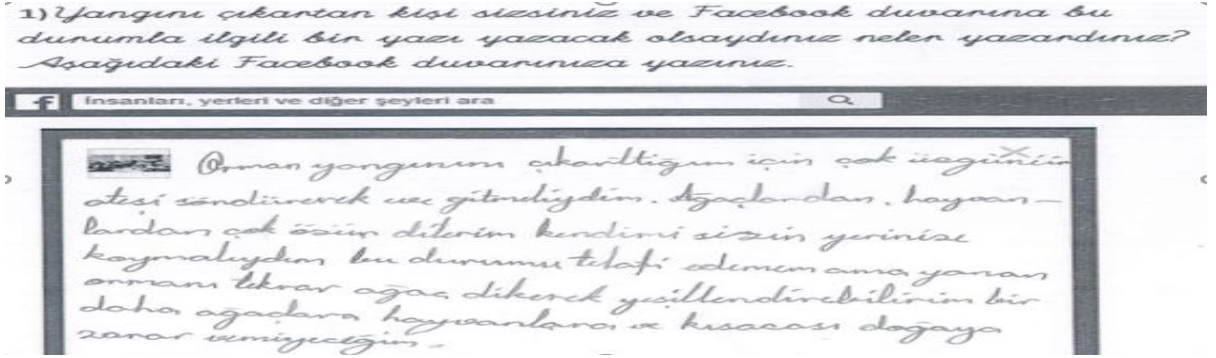 1) Yangını çıkartan kişi sizsiniz ve Facebook duvarına bu
durumla ilgili bir yazı yazacak olsaydınız neler yazardınız?
Aşağıdaki Facebook duvarınıza yazınız.
f İnsanları, yerleri ve diğer şeyleri ara
Orman yangınını çıkarttığım için çok üzgünüm
ateşi söndürerek gitmeliydim. Ağaçlardan, hayvan-
lardan çok özür dilerim kendimi sizin yerinize
koymalıydım bu durumu telafi edemem ama yanan
ormanı tekrar ağaç dikerek yeşillendirebilirim bir
daha ağaçlara hayvanlara ve kısacası doğaya
zarar vermiyeceğim.